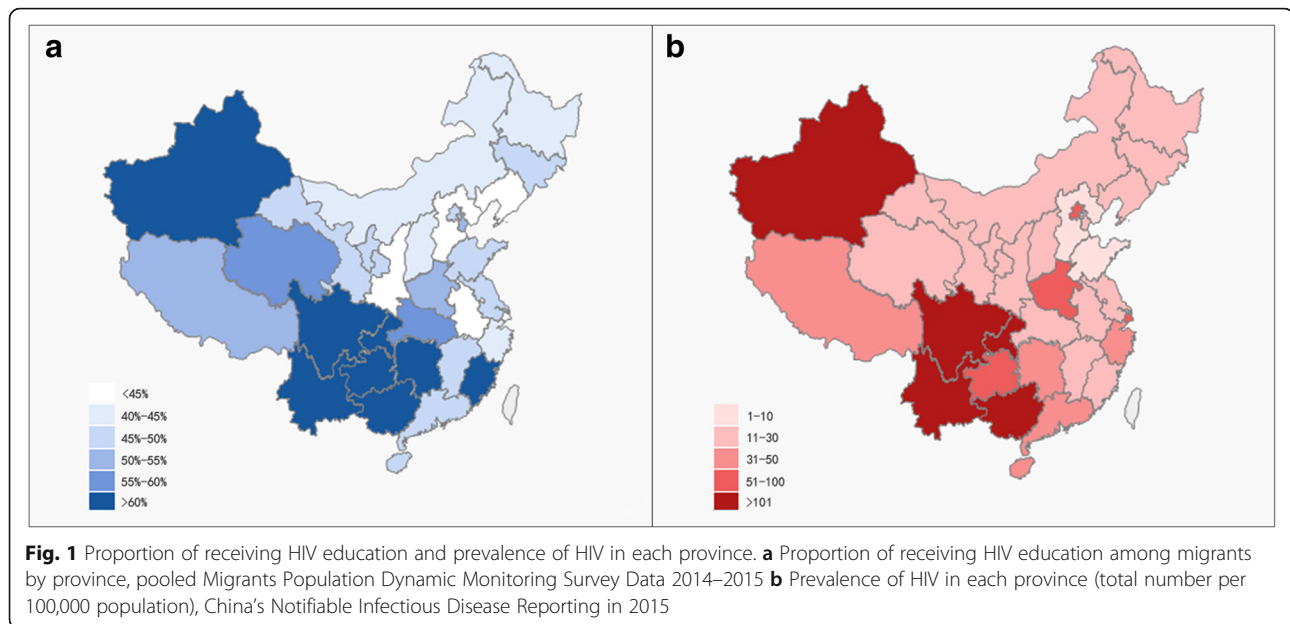 a
b
<45%
40%-45%
45%-50%
50%-55%
55%-60%
>60%
1-10
11-30
31-50
51-100
>101
Fig. 1 Proportion of receiving HIV education and prevalence of HIV in each province. a Proportion of receiving HIV education among migrants
by province, pooled Migrants Population Dynamic Monitoring Survey Data 2014–2015 b Prevalence of HIV in each province (total number per
100,000 population), China's Notifiable Infectious Disease Reporting in 2015